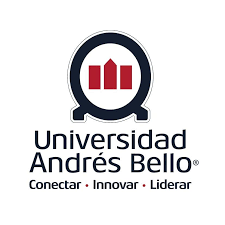 Universidad
Andrés Bello®
Conectar • Innovar • Liderar